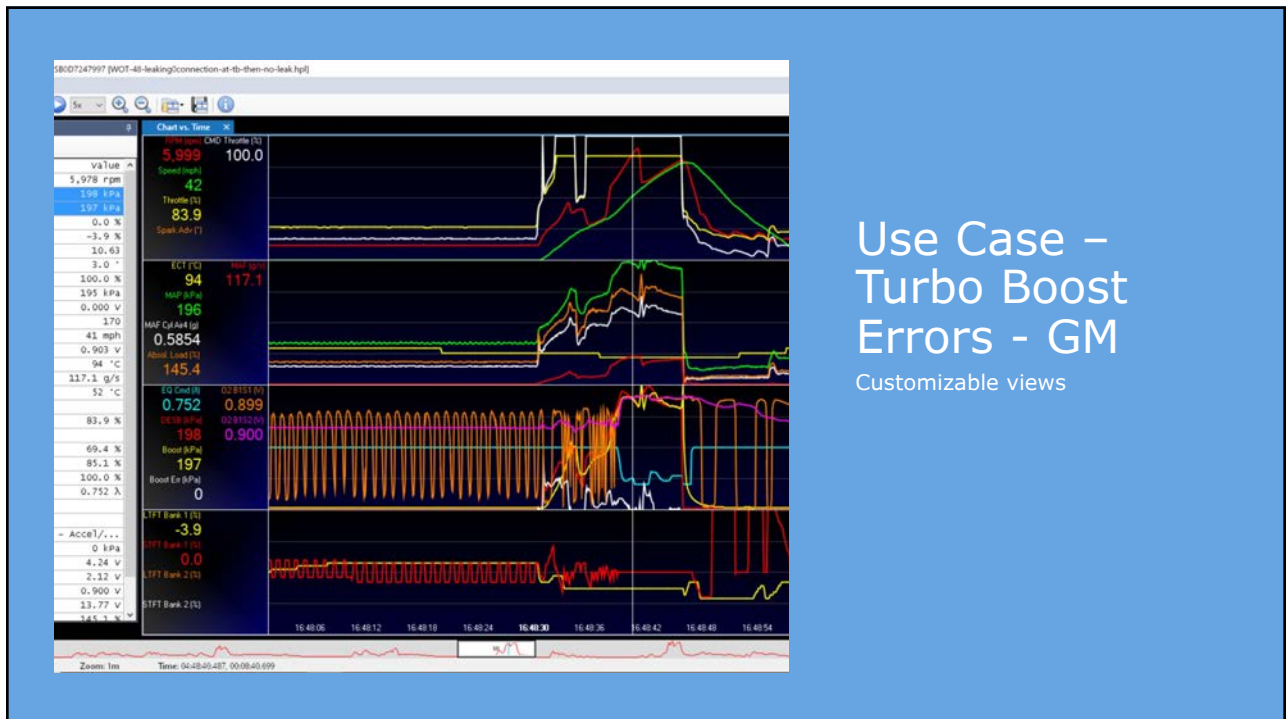 SB0D7247997 [WOT-48-leaking0connection-at-tb-then-no-leak.hpl]
5x
Chart vs. Time
value
5,978 rpm
198 kPa
197 kPa
0.0 %
-3.9 %
10.63
3.0 °
100.0 %
195 kPa
0.000 V
170
41 mph
0.903 V
94 °C
117.1 g/s
52 °C
83.9 %
69.4 %
85.1 %
100.0 %
0.752 λ
- Accel/...
0 kPa
4.24 V
2.12 V
0.900 V
13.77 V
145.1 %
RPM (rpm) CMD Throttle (%)
5,999 100.0
Speed (mph)
42
Throttle (%)
83.9
Spark Adv (°)
ECT (°C) MAF (g/s)
94 117.1
MAP (kPa)
196
MAF Cyl Air4 (g)
0.5854
Absol. Load (%)
145.4
EQ Cmd (λ) O2 B1S1 (V)
0.752 0.899
DESB (kPa) O2 B1S2 (V)
198 0.900
Boost (kPa)
197
Boost Err (kPa)
0
LTFT Bank 1 (%)
-3.9
STFT Bank 1 (%)
0.0
LTFT Bank 2 (%)
STFT Bank 2 (%)
16:48:06 16:48:12 16:48:18 16:48:24 16:48:30 16:48:36 16:48:42 16:48:48 16:48:54
Zoom: 1m Time: 04:48:40.487, 00:08:40.699
Use Case –
Turbo Boost
Errors - GM
Customizable views